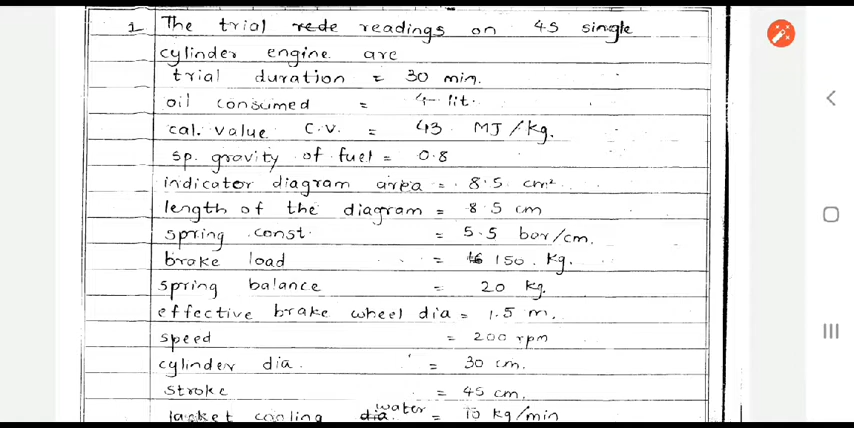 1 The trial rede readings on 4S single
cylinder engine are
trial duration = 30 min.
oil consumed = 4 lit.
cal. value C.V. = 43 MJ/kg.
sp. gravity of fuel = 0.8
indicator diagram area = 8.5 cm²
length of the diagram = 8.5 cm
spring const. = 5.5 bar/cm.
brake load = 150 kg.
spring balance = 20 kg.
effective brake wheel dia = 1.5 m.
speed = 200 rpm
cylinder dia. = 30 cm.
stroke = 45 cm.
Jacket cooling dia water = 10 kg/min